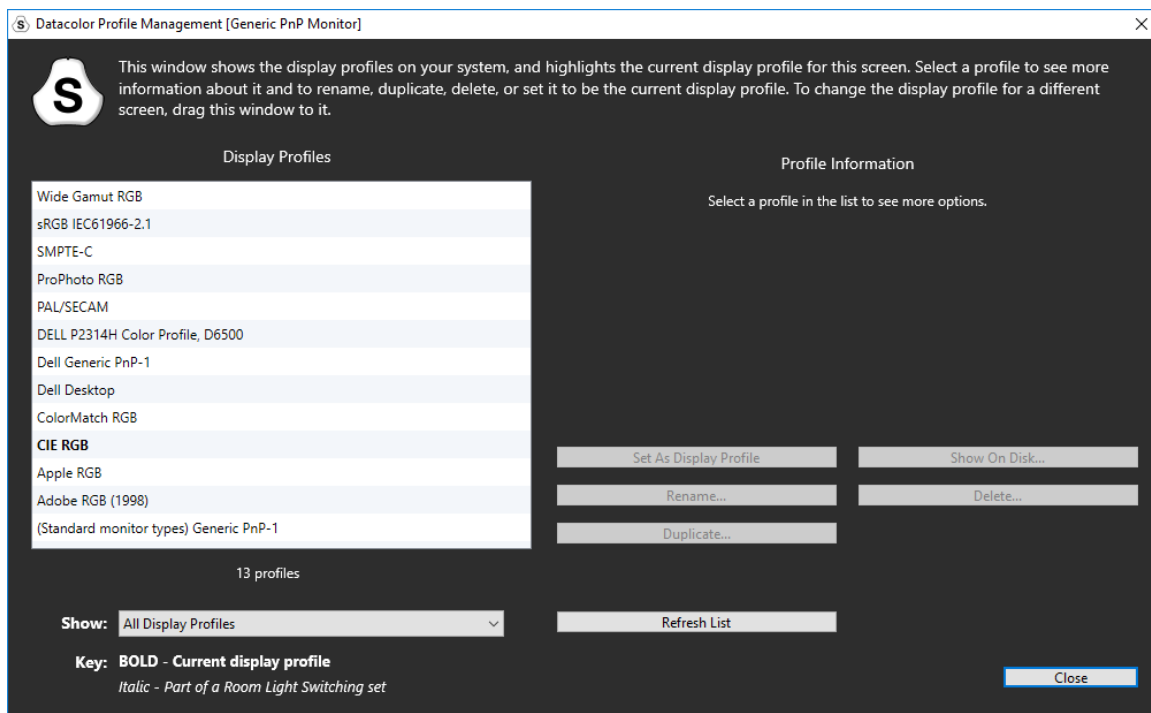 S Datacolor Profile Management [Generic PnP Monitor]
S
This window shows the display profiles on your system, and highlights the current display profile for this screen. Select a profile to see more
information about it and to rename, duplicate, delete, or set it to be the current display profile. To change the display profile for a different
screen, drag this window to it.
Display Profiles
Profile Information
Wide Gamut RGB
sRGB IEC61966-2.1
SMPTE-C
ProPhoto RGB
PAL/SECAM
DELL P2314H Color Profile, D6500
Dell Generic PnP-1
Dell Desktop
ColorMatch RGB
CIE RGB
Apple RGB
Adobe RGB (1998)
(Standard monitor types) Generic PnP-1
13 profiles
Select a profile in the list to see more options.
Set As Display Profile
Show On Disk...
Rename...
Delete...
Duplicate...
Show: All Display Profiles
Refresh List
Key: BOLD - Current display profile
Italic - Part of a Room Light Switching set
Close